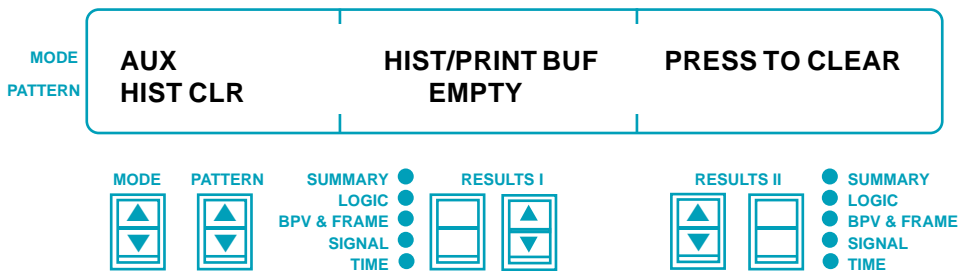 MODE
PATTERN
AUX HIST/PRINT BUF PRESS TO CLEAR
HIST CLR EMPTY
MODE PATTERN SUMMARY RESULTS I RESULTS II SUMMARY
LOGIC LOGIC
BPV & FRAME BPV & FRAME
SIGNAL SIGNAL
TIME TIME